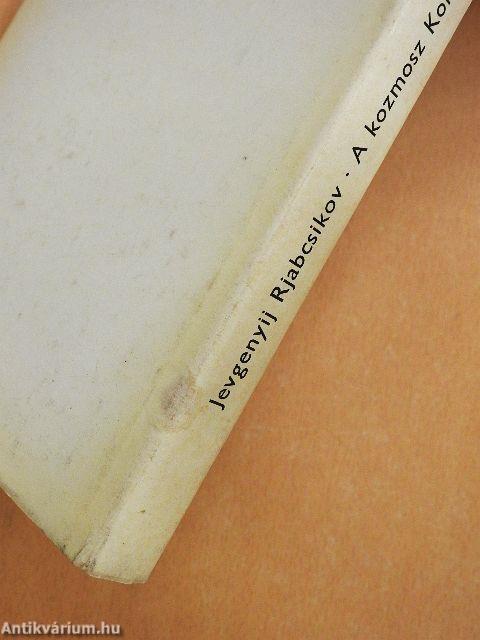 Jevgenyij Rjabcsikov · A kozmosz
Antikvárium.hu